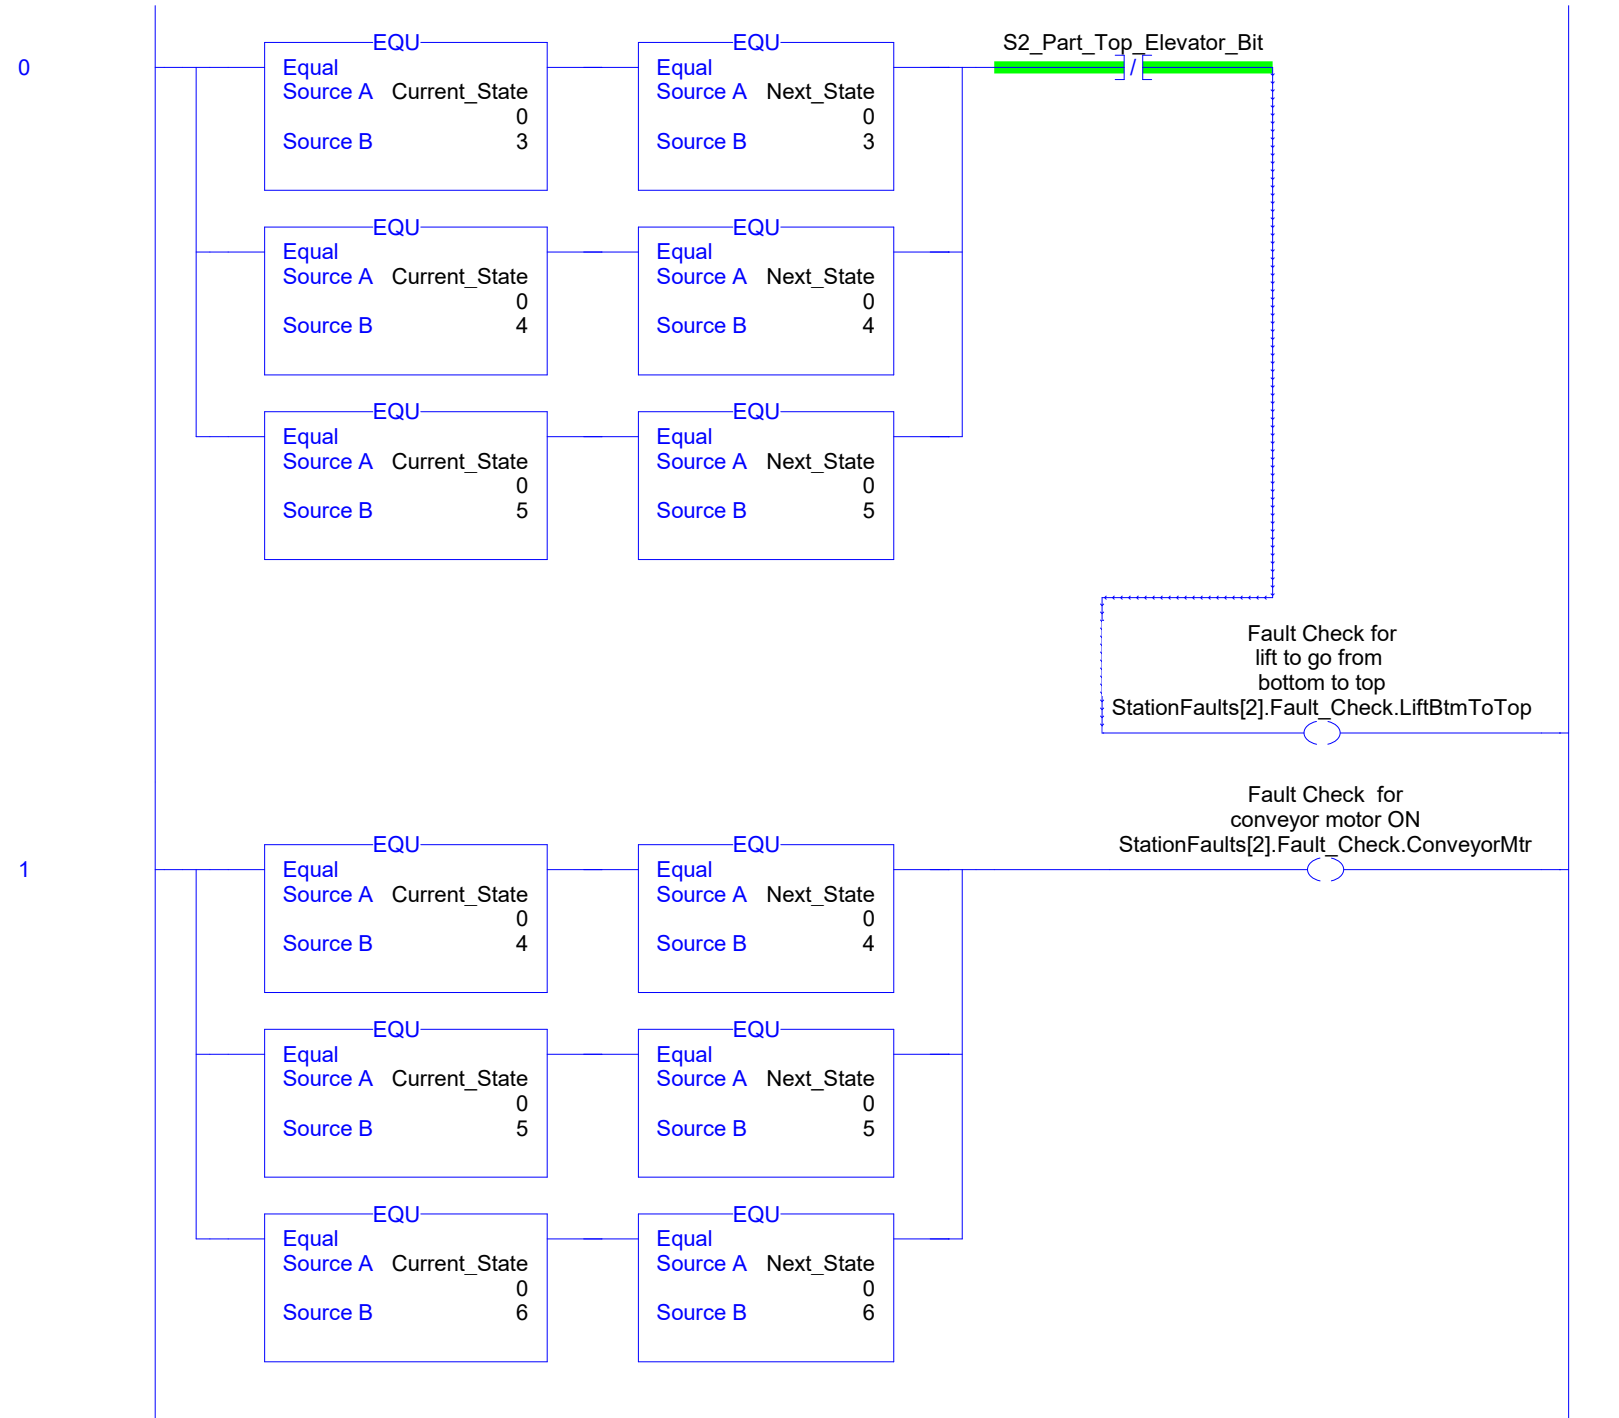 S2_Part_Top_Elevator_Bit
0
EQU
Equal
Source A Current_State
0
Source B 3
EQU
Equal
Source A Next_State
0
Source B 3
/
EQU
Equal
Source A Current_State
0
Source B 4
EQU
Equal
Source A Next_State
0
Source B 4
EQU
Equal
Source A Current_State
0
Source B 5
EQU
Equal
Source A Next_State
0
Source B 5
Fault Check for
lift to go from
bottom to top
StationFaults[2].Fault_Check.LiftBtmToTop
Fault Check for
conveyor motor ON
StationFaults[2].Fault_Check.ConveyorMtr
1
EQU
Equal
Source A Current_State
0
Source B 4
EQU
Equal
Source A Next_State
0
Source B 4
EQU
Equal
Source A Current_State
0
Source B 5
EQU
Equal
Source A Next_State
0
Source B 5
EQU
Equal
Source A Current_State
0
Source B 6
EQU
Equal
Source A Next_State
0
Source B 6